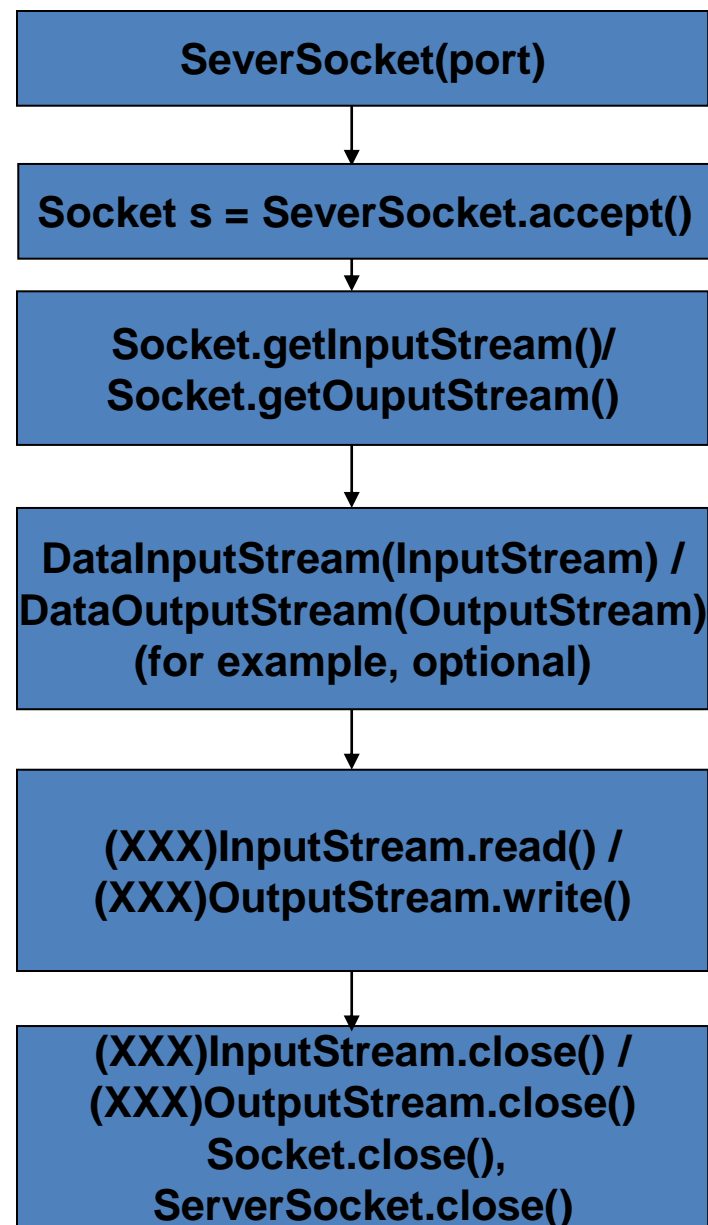 SeverSocket(port)
Socket s = SeverSocket.accept()
Socket.getInputStream()/
Socket.getOuputStream()
DataInputStream(InputStream) /
DataOutputStream(OutputStream)
(for example, optional)
(XXX)InputStream.read() /
(XXX)OutputStream.write()
(XXX)InputStream.close() /
(XXX)OutputStream.close()
Socket.close(),
ServerSocket.close()